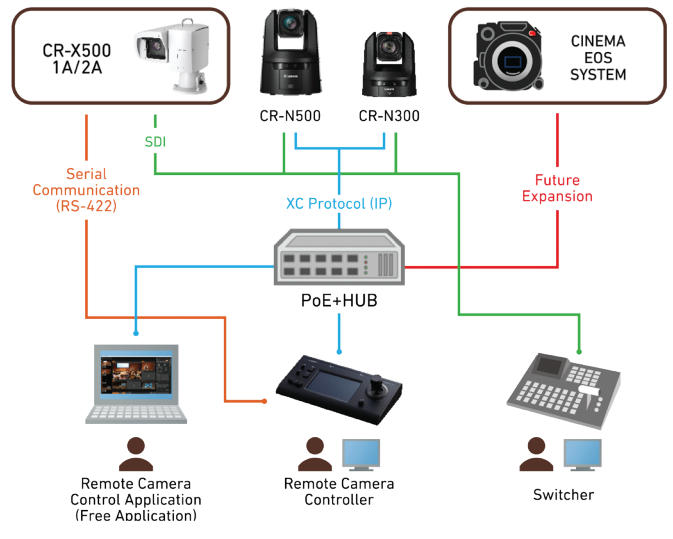 CR-X500
1A/2A
CINEMA
EOS
SYSTEM
CR-N500
CR-N300
SDI
Serial
Communication
(RS-422)
XC Protocol (IP)
Future
Expansion
PoE+HUB
Remote Camera
Control Application
(Free Application)
Remote Camera
Controller
Switcher